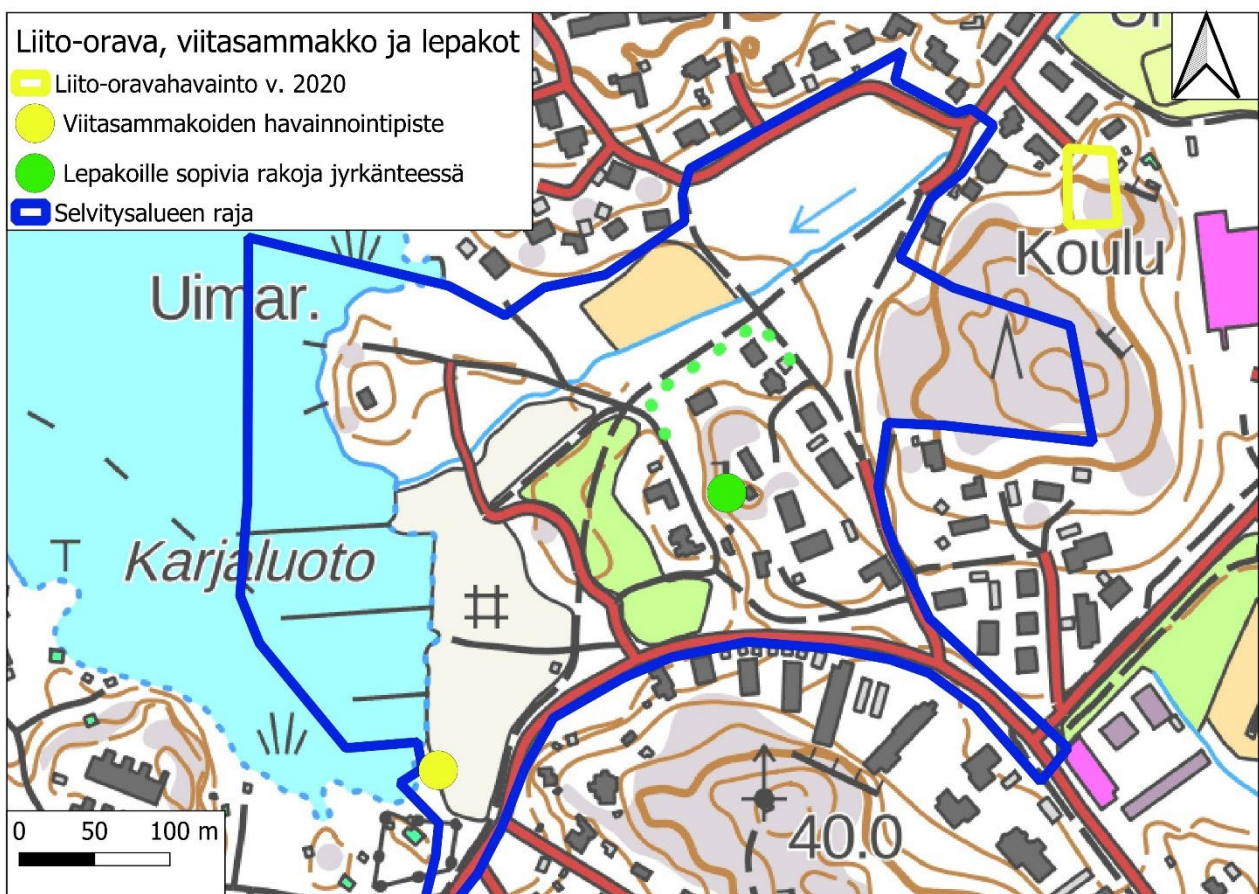 Liito-orava, viitasammakko ja lepakot
Liito-oravahavainto v. 2020
Viitasammakoiden havainnointipiste
Lepakoille sopivia rakoja jyrkänteessä
Selvitysalueen raja
Koulu
Uimar.
Karjaluoto
40.0
0 50 100 m